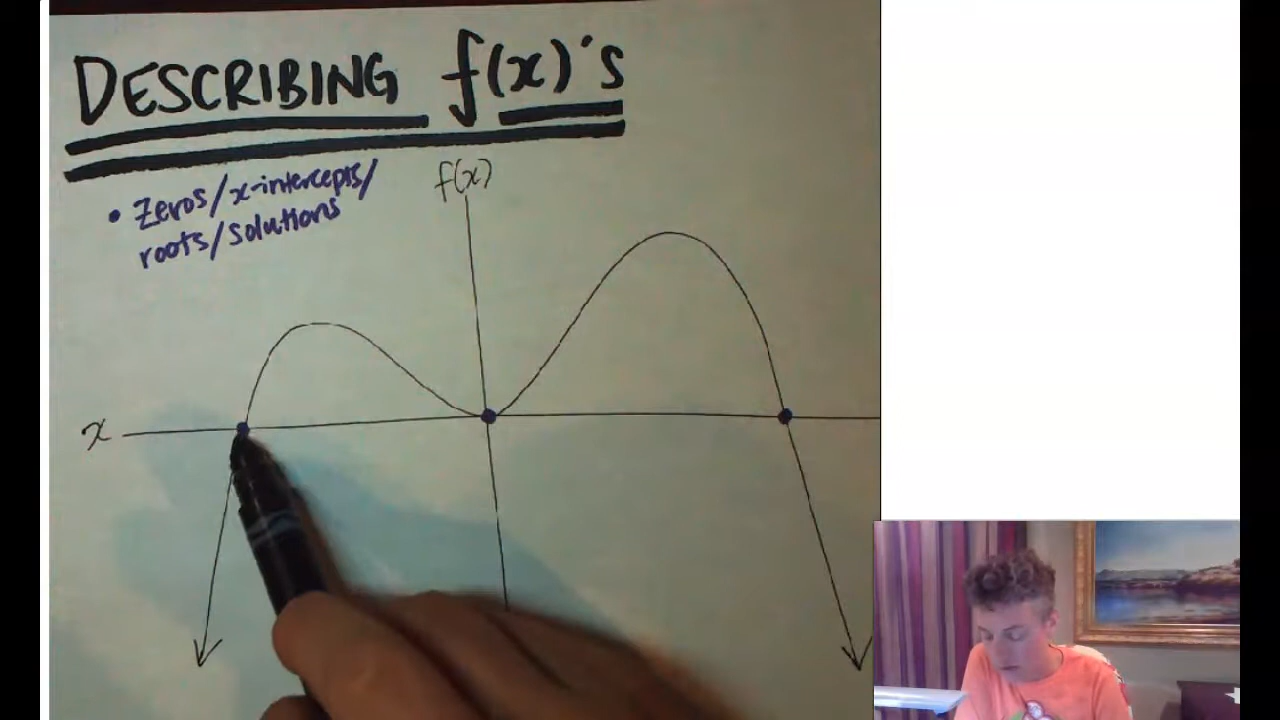 DESCRIBING f(x)'s
• Zeros/x-intercepts/
roots/solutions
f(x)
x